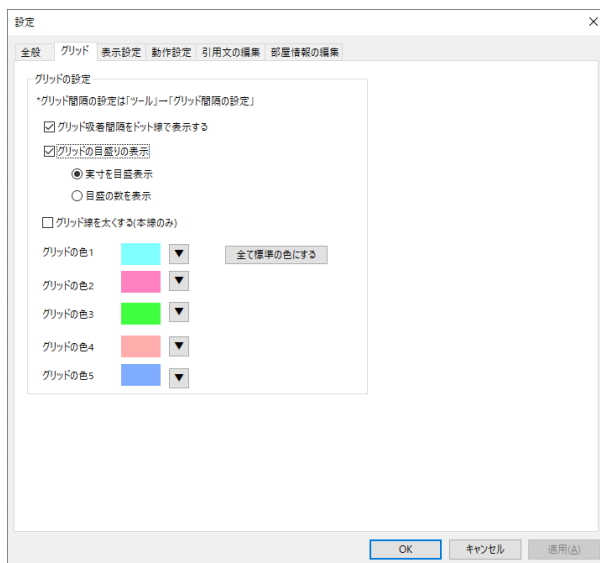 設定
全般 グリッド 表示設定 動作設定 引用文の編集 部屋情報の編集
グリッドの設定
*グリッド間隔の設定は「ツール」→「グリッド間隔の設定」
グリッド吸着間隔をドット線で表示する
グリッドの目盛りの表示
実寸を目盛表示
目盛の数を表示
グリッド線を太くする(本線のみ)
グリッドの色1 全て標準の色にする
グリッドの色2
グリッドの色3
グリッドの色4
グリッドの色5
OK キャンセル 適用(A)